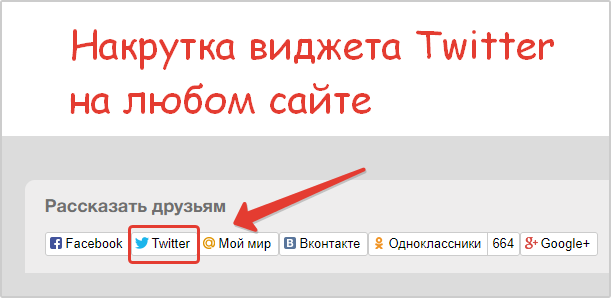 Накрутка виджета Twitter
на любом сайте
Рассказать друзьям
Facebook Twitter Мой мир Вконтакте Одноклассники 664 Google+